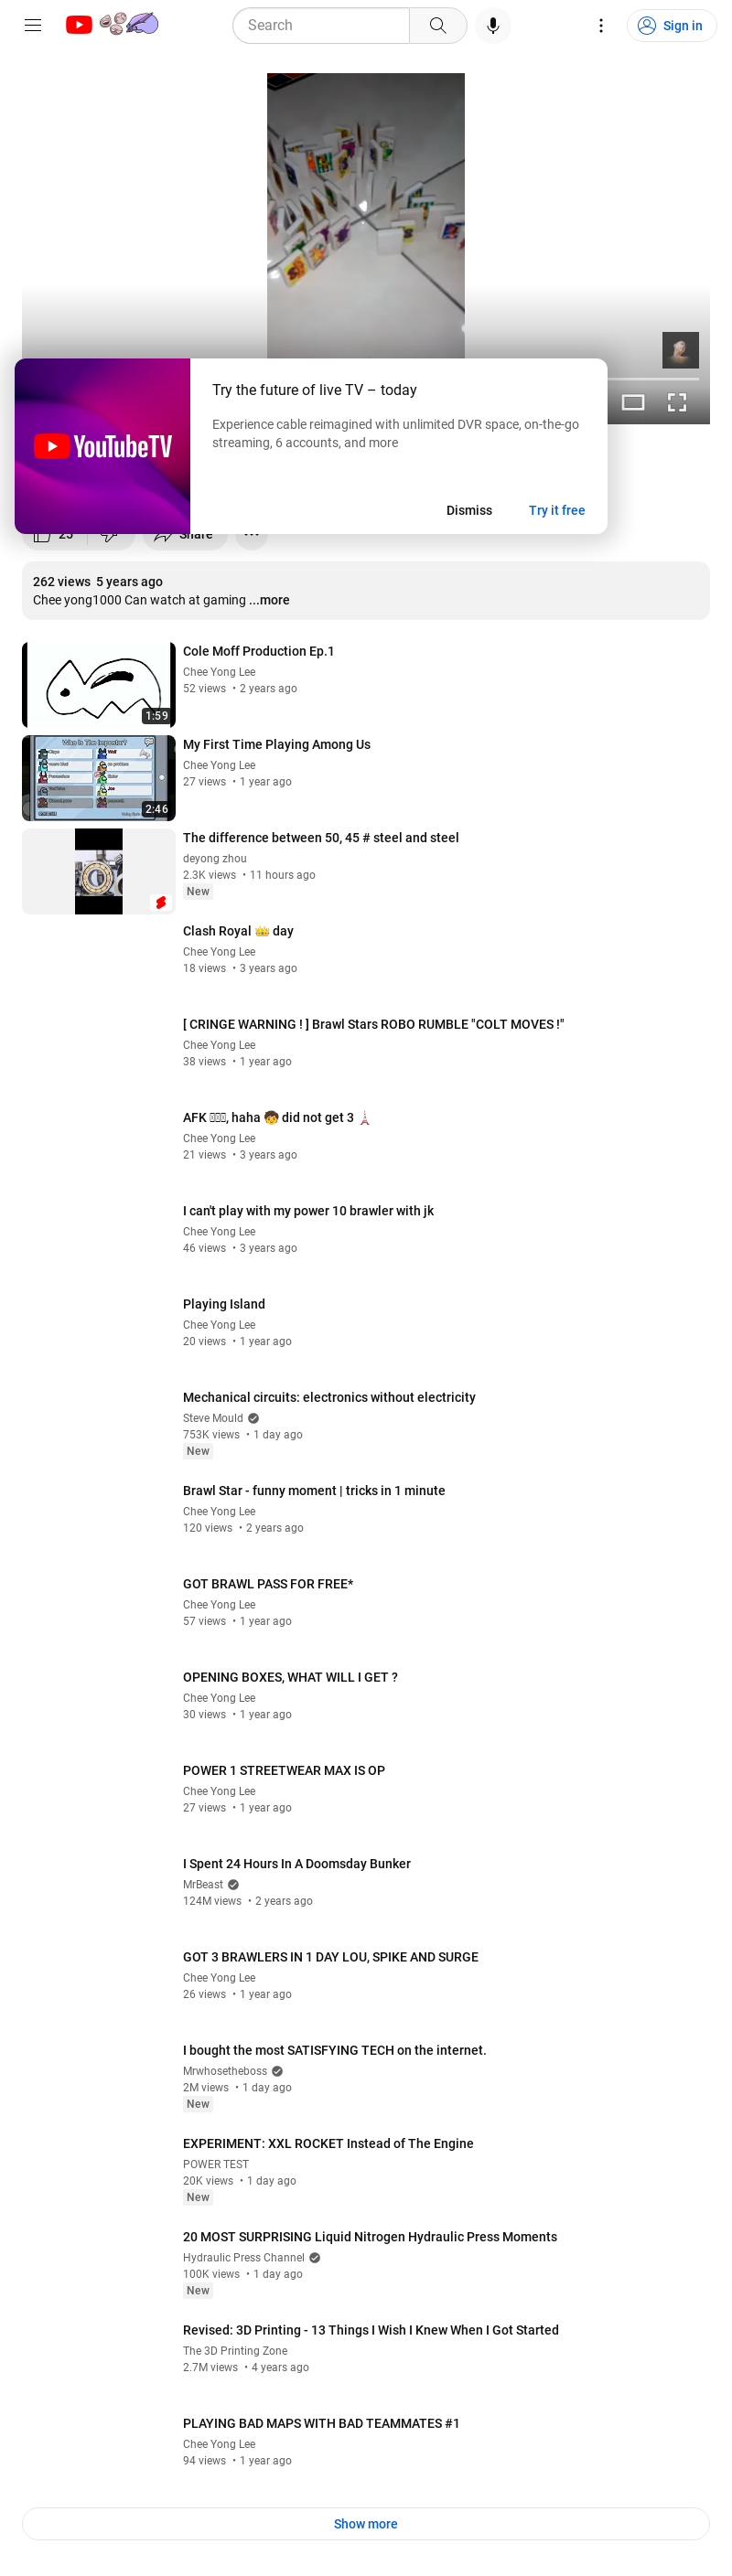 Search
Sign in
YouTubeTV
Try the future of live TV – today
Experience cable reimagined with unlimited DVR space, on-the-go
streaming, 6 accounts, and more
Dismiss
Try it free
25
Share
262 views 5 years ago
Chee yong1000 Can watch at gaming ...more
Cole Moff Production Ep.1
Chee Yong Lee
52 views • 2 years ago
1:59
Who Is The Impostor?
My First Time Playing Among Us
Chee Yong Lee
27 views • 1 year ago
2:46
The difference between 50, 45 # steel and steel
deyong zhou
2.3K views • 11 hours ago
New
Clash Royal 👑 day
Chee Yong Lee
18 views • 3 years ago
[ CRINGE WARNING ! ] Brawl Stars ROBO RUMBLE "COLT MOVES !"
Chee Yong Lee
38 views • 1 year ago
AFK , haha 🧒 did not get 3 🗼
Chee Yong Lee
21 views • 3 years ago
I can't play with my power 10 brawler with jk
Chee Yong Lee
46 views • 3 years ago
Playing Island
Chee Yong Lee
20 views • 1 year ago
Mechanical circuits: electronics without electricity
Steve Mould
753K views • 1 day ago
New
Brawl Star - funny moment | tricks in 1 minute
Chee Yong Lee
120 views • 2 years ago
GOT BRAWL PASS FOR FREE*
Chee Yong Lee
57 views • 1 year ago
OPENING BOXES, WHAT WILL I GET ?
Chee Yong Lee
30 views • 1 year ago
POWER 1 STREETWEAR MAX IS OP
Chee Yong Lee
27 views • 1 year ago
I Spent 24 Hours In A Doomsday Bunker
MrBeast
124M views • 2 years ago
GOT 3 BRAWLERS IN 1 DAY LOU, SPIKE AND SURGE
Chee Yong Lee
26 views • 1 year ago
I bought the most SATISFYING TECH on the internet.
Mrwhosetheboss
2M views • 1 day ago
New
EXPERIMENT: XXL ROCKET Instead of The Engine
POWER TEST
20K views • 1 day ago
New
20 MOST SURPRISING Liquid Nitrogen Hydraulic Press Moments
Hydraulic Press Channel
100K views • 1 day ago
New
Revised: 3D Printing - 13 Things I Wish I Knew When I Got Started
The 3D Printing Zone
2.7M views • 4 years ago
PLAYING BAD MAPS WITH BAD TEAMMATES #1
Chee Yong Lee
94 views • 1 year ago
Show more